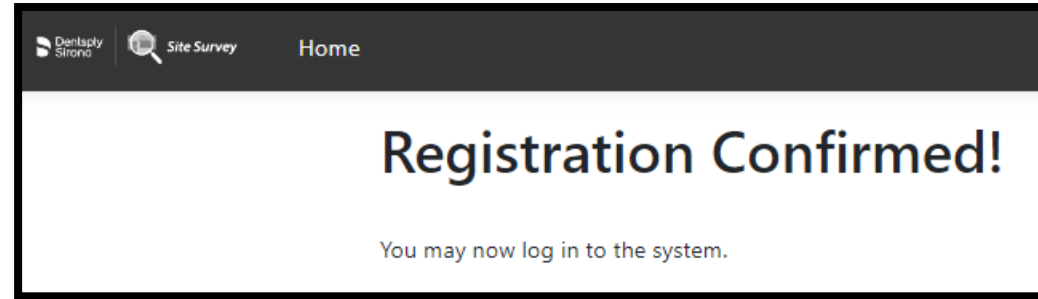 Dentsply
Sirona
Site Survey
Home
Registration Confirmed!
You may now log in to the system.